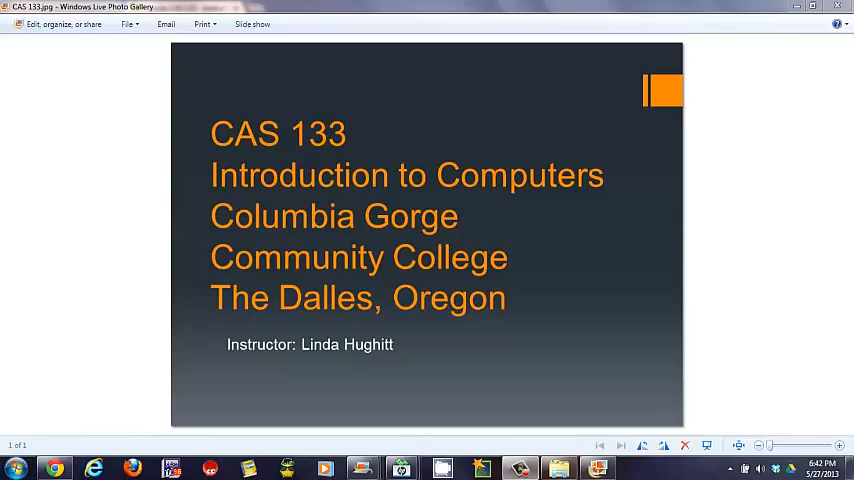 CAS 133.jpg - Windows Live Photo Gallery
Edit, organize, or share File Email Print Slide show
CAS 133
Introduction to Computers
Columbia Gorge
Community College
The Dalles, Oregon
Instructor: Linda Hughitt
1 of 1
6:42 PM
5/27/2013